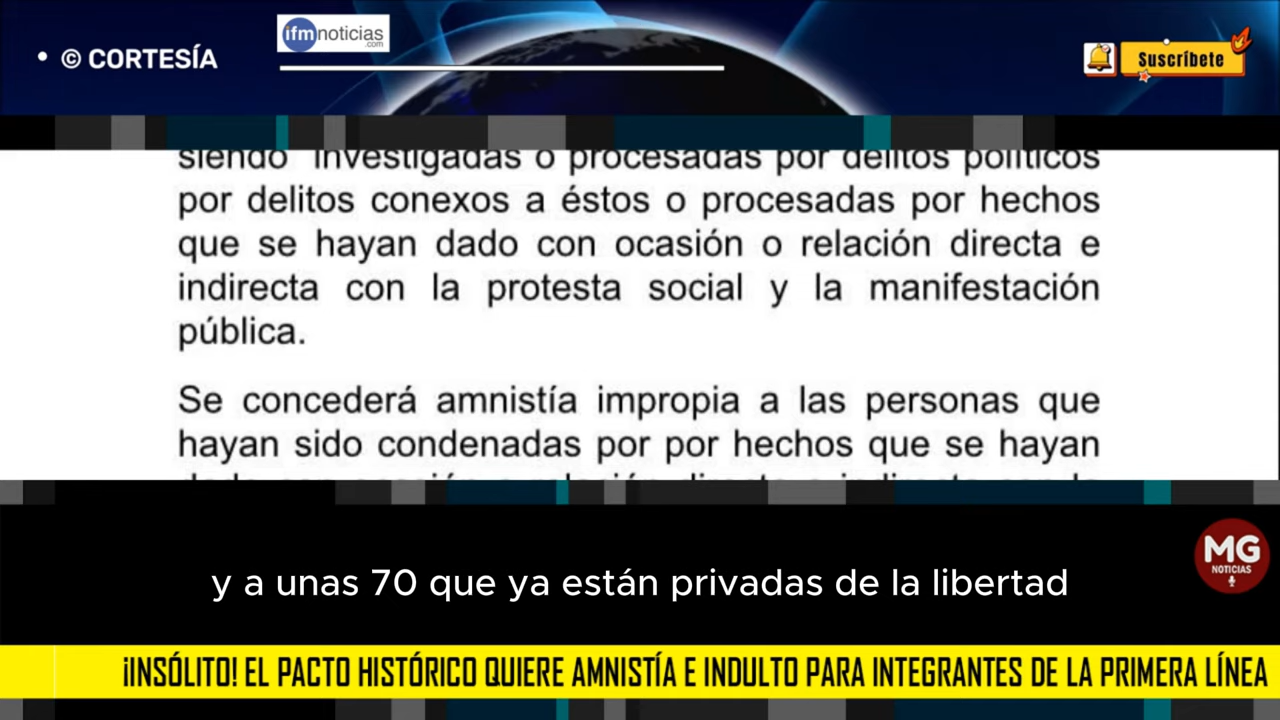 • © CORTESÍA
ifmnoticias
.com
Suscríbete
siendo investigadas o procesadas por delitos políticos
por delitos conexos a éstos o procesadas por hechos
que se hayan dado con ocasión o relación directa e
indirecta con la protesta social y la manifestación
pública.
Se concederá amnistía impropia a las personas que
hayan sido condenadas por por hechos que se hayan
MG
NOTICIAS
y a unas 70 que ya están privadas de la libertad
¡INSÓLITO! EL PACTO HISTÓRICO QUIERE AMNISTÍA E INDULTO PARA INTEGRANTES DE LA PRIMERA LÍNEA